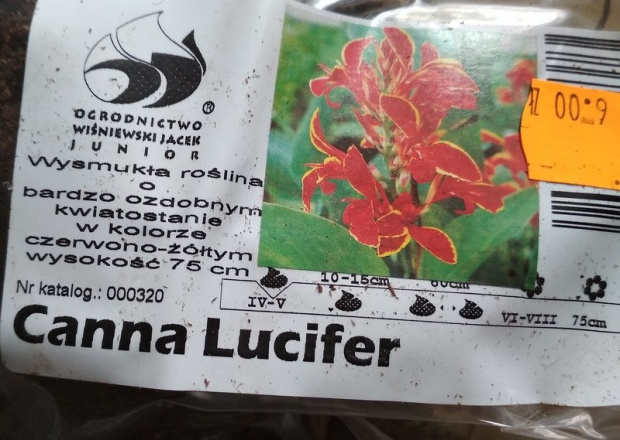 OGRODNICTWO
WIŚNIEWSKI JACEK
JUNIOR
®
Wysmukła roślina
o
bardzo ozdobnym
kwiatostanie
w kolorze
czerwono-żółtym
wysokość 75 cm
Nr katalog.: 000320
10-15cm 60cm
IV-V VI-VIII 75cm
Canna Lucifer